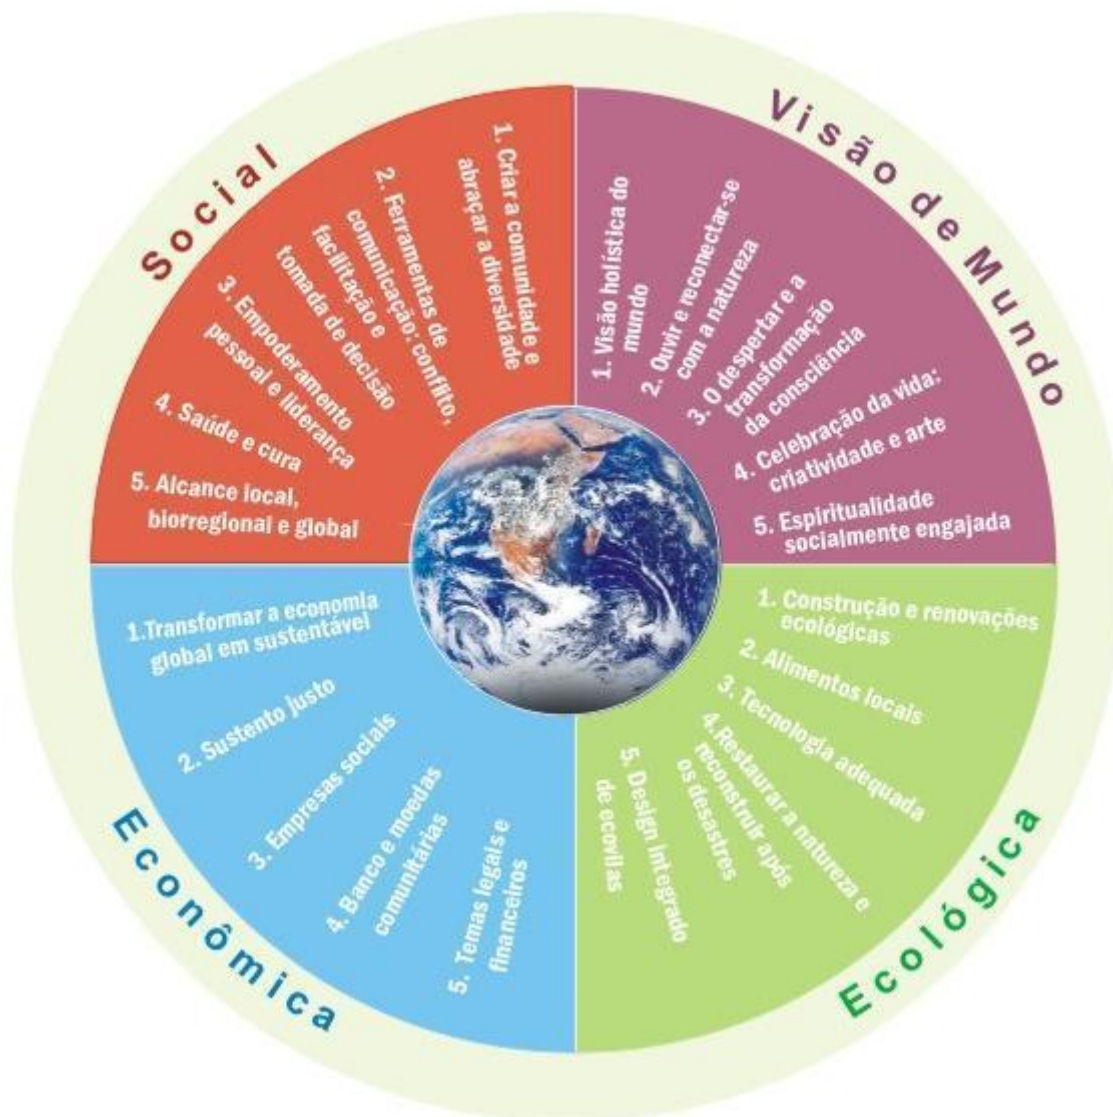 Social
1. Criar a comunidade e
abraçar a diversidade
2. Ferramentas de
comunicação: conflito,
facilitação e
tomada de decisão
3. Empoderamento
pessoal e liderança
4. Saúde e cura
5. Alcance local,
biorregional e global
Visão de Mundo
1. Visão holística do
mundo
2. Ouvir e reconectar-se
com a natureza
3. O despertar e a
transformação
da consciência
4. Celebração da vida:
criatividade e arte
5. Espiritualidade
socialmente engajada
Econômica
1.Transformar a economia
global em sustentável
2. Sustento justo
3. Empresas sociais
4. Banco e moedas
comunitárias
5. Temas legais e
financeiros
Ecológica
1. Construção e renovações
ecológicas
2. Alimentos locais
3. Tecnologia adequada
4.Restaurar a natureza e
reconstruir após
os desastres
5. Design integrado
de ecovilas